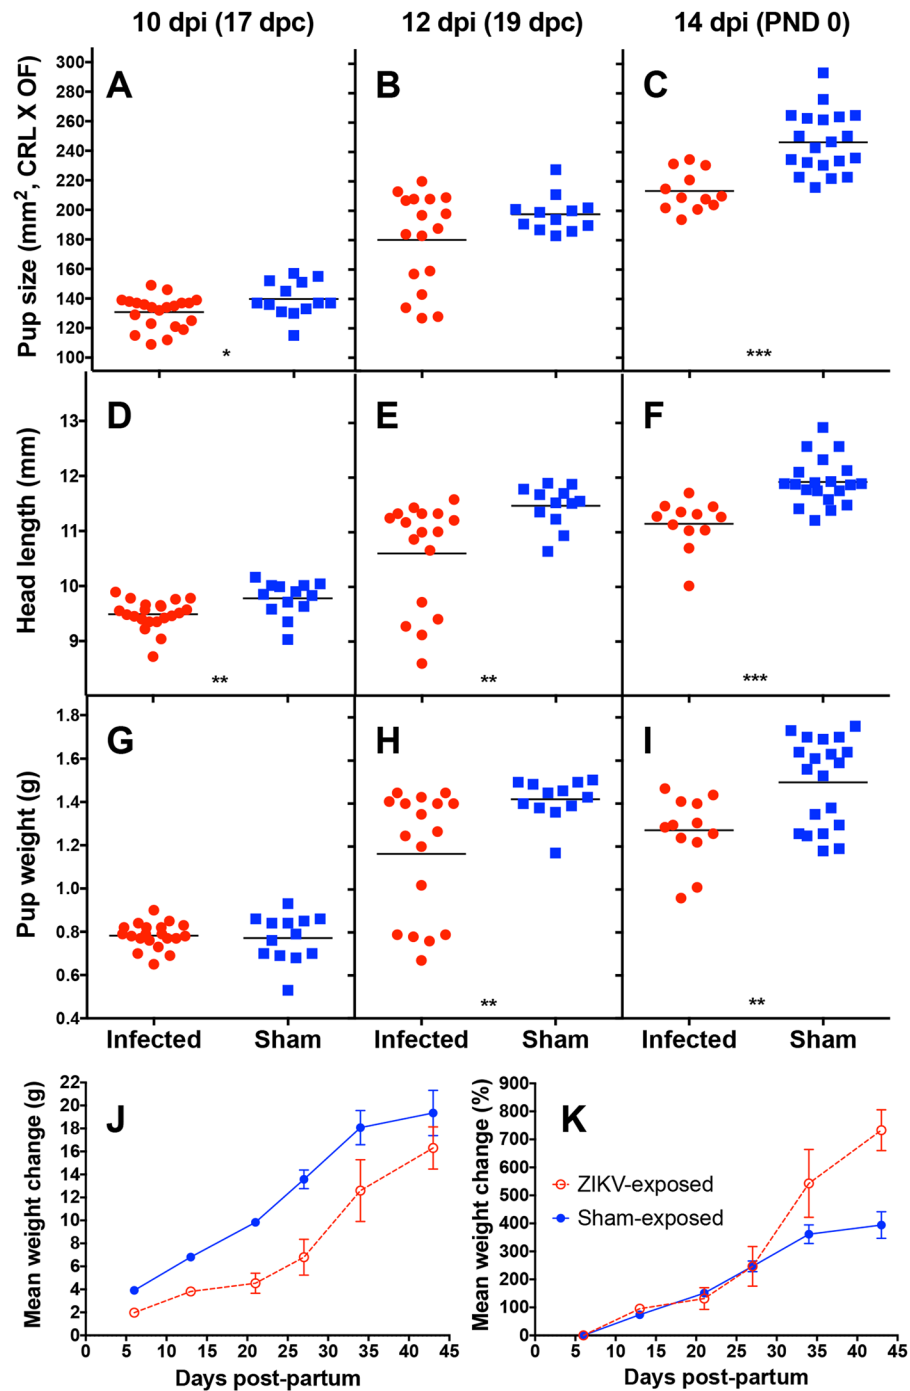 10 dpi (17 dpc) 12 dpi (19 dpc) 14 dpi (PND 0)
A B C
Pup size (mm², CRL X OF)
300
280
260
240
220
200
180
160
140
120
100
* ***
D E F
Head length (mm)
13
12
11
10
9
** ** ***
G H I
Pup weight (g)
1.8
1.6
1.4
1.2
1.0
0.8
0.6
0.4
** **
Infected Sham Infected Sham Infected Sham
J
Mean weight change (g)
22
20
18
16
14
12
10
8
6
4
2
0
0 5 10 15 20 25 30 35 40 45
Days post-partum
K
Mean weight change (%)
900
800
700
600
500
400
300
200
100
0
ZIKV-exposed
Sham-exposed
0 5 10 15 20 25 30 35 40 45
Days post-partum